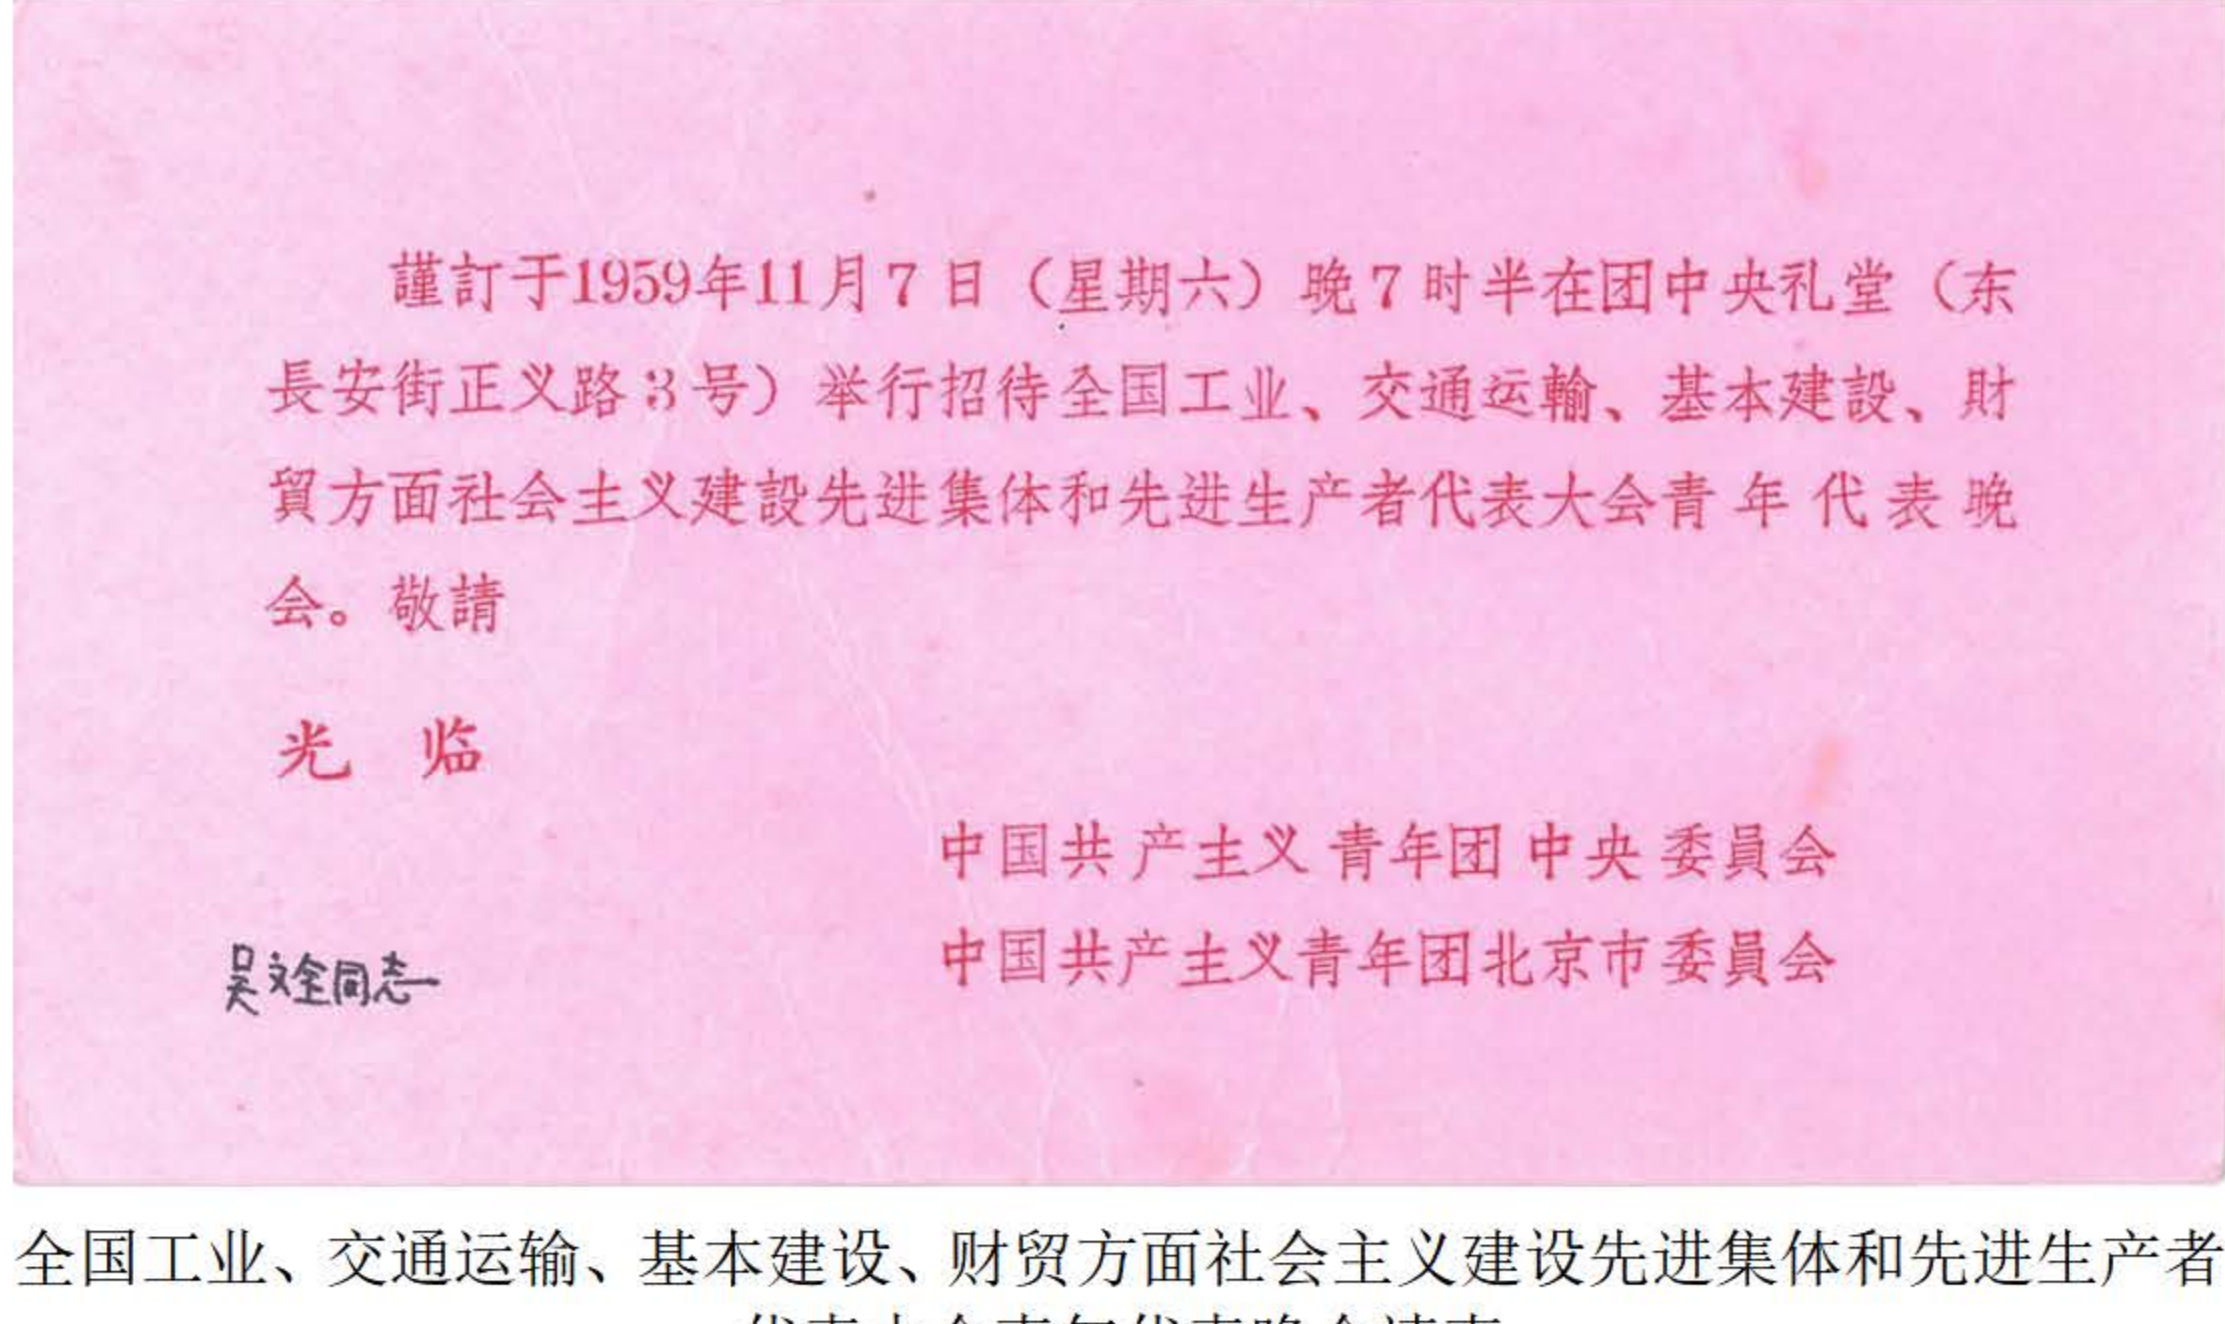 謹訂于1959年11月7日（星期六）晚7时半在团中央礼堂（东
長安街正义路3号）举行招待全国工业、交通运輸、基本建設、財
貿方面社会主义建設先进集体和先进生产者代表大会青年代表晚
会。敬請
光临
中国共产主义青年团中央委員会
中国共产主义青年团北京市委員会
吴文全同志
全国工业、交通运输、基本建设、财贸方面社会主义建设先进集体和先进生产者